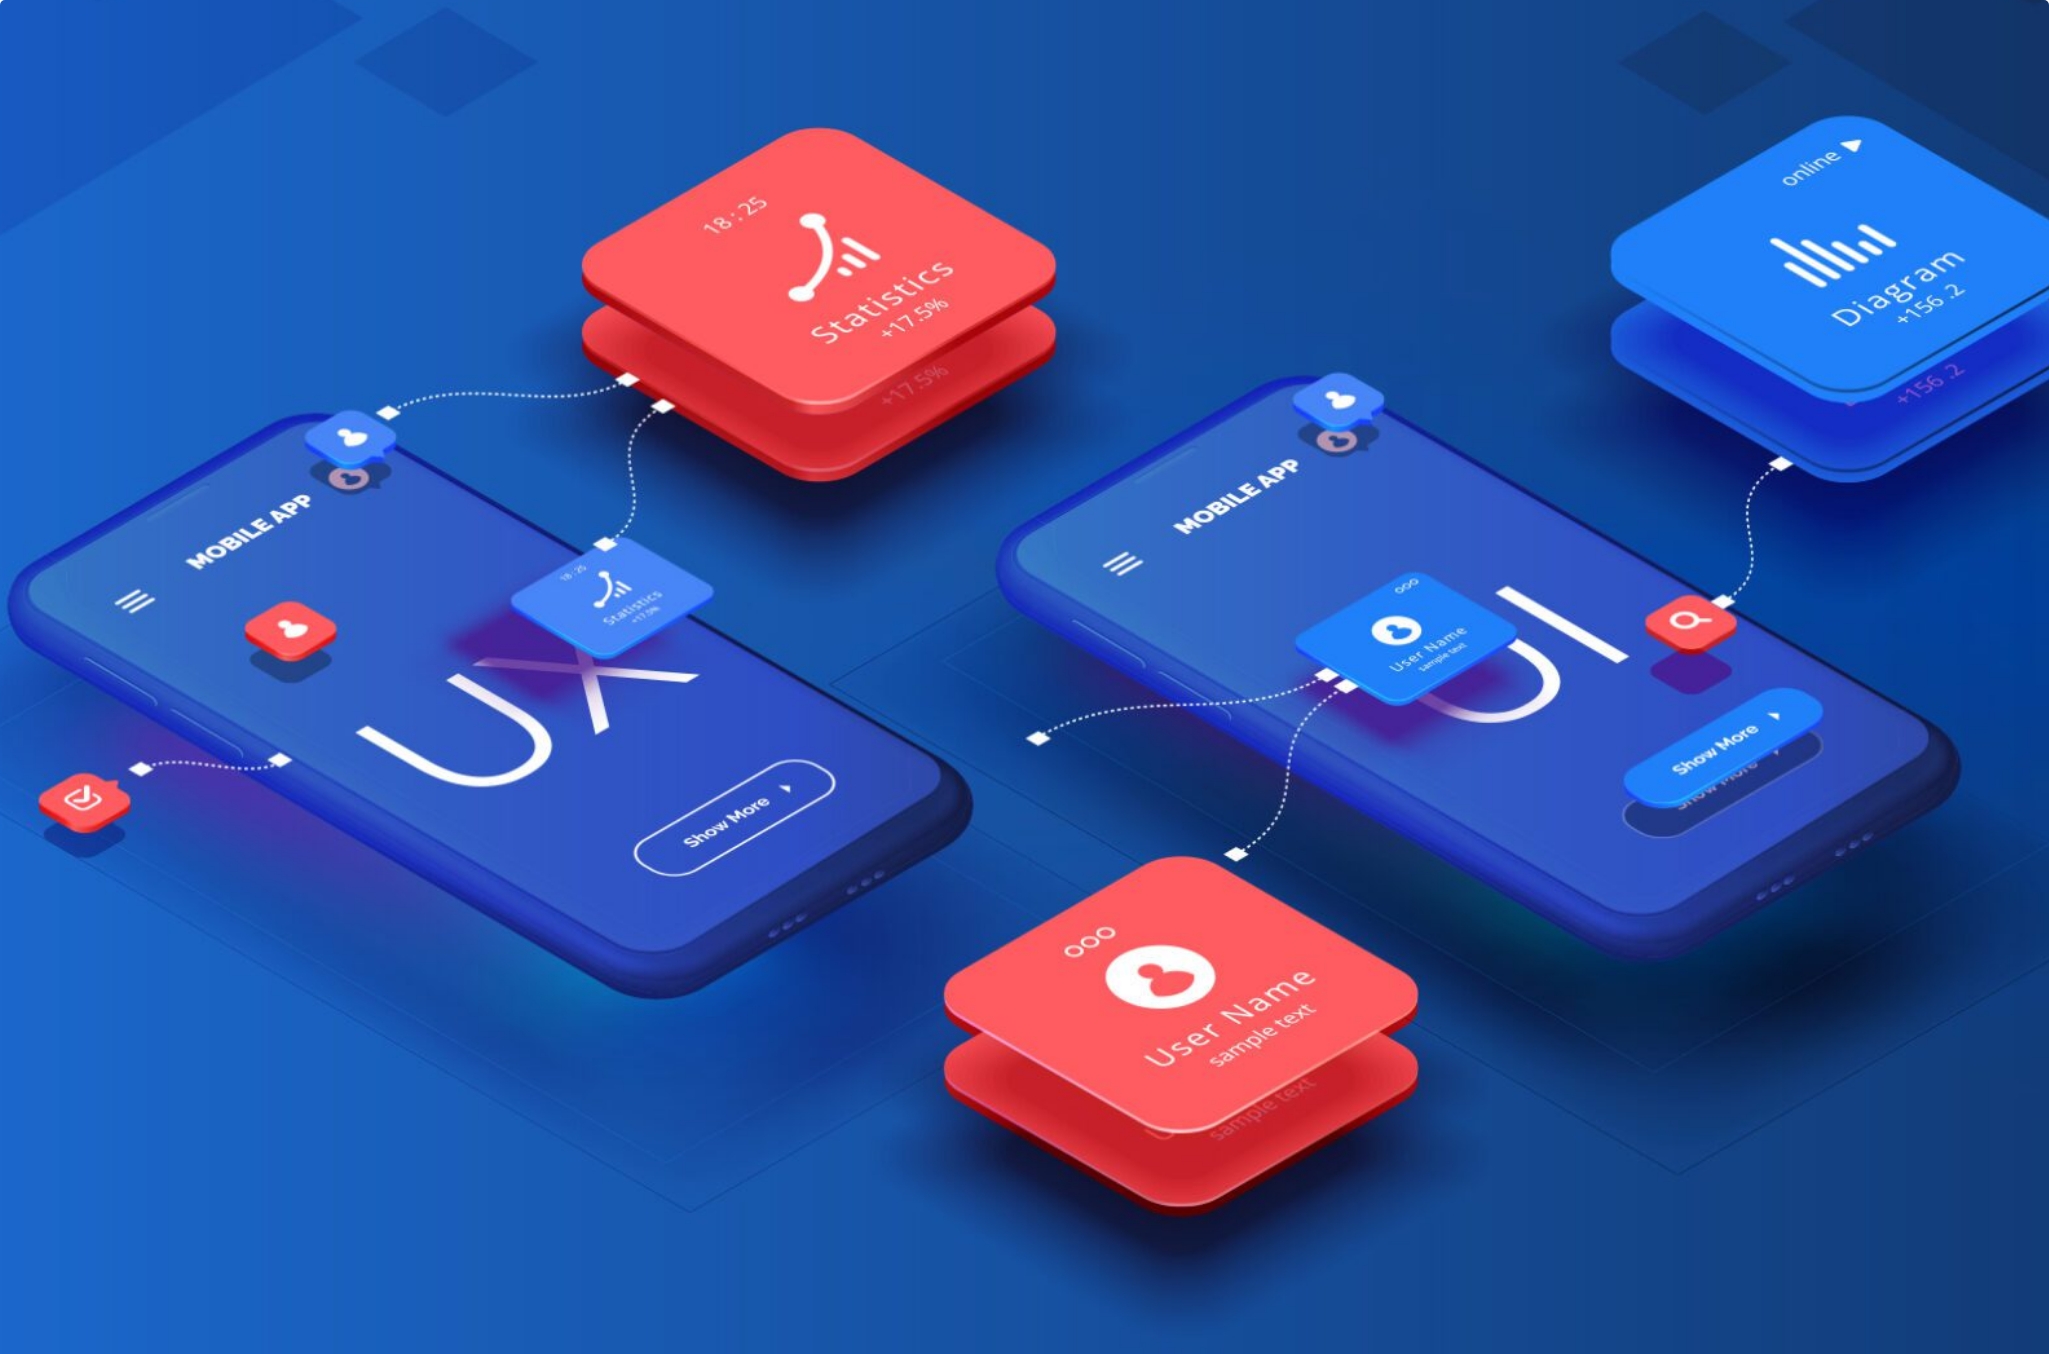 18:25
Statistics
+17.5%
+17.5%
online
Diagram
+156 .2
+156 .2
MOBILE APP
18:25
Statistics
+17.5%
UX
Show More
MOBILE APP
ooo
User Name
sample text
UI
Show More
Show More
ooo
User Name
sample text
sample text